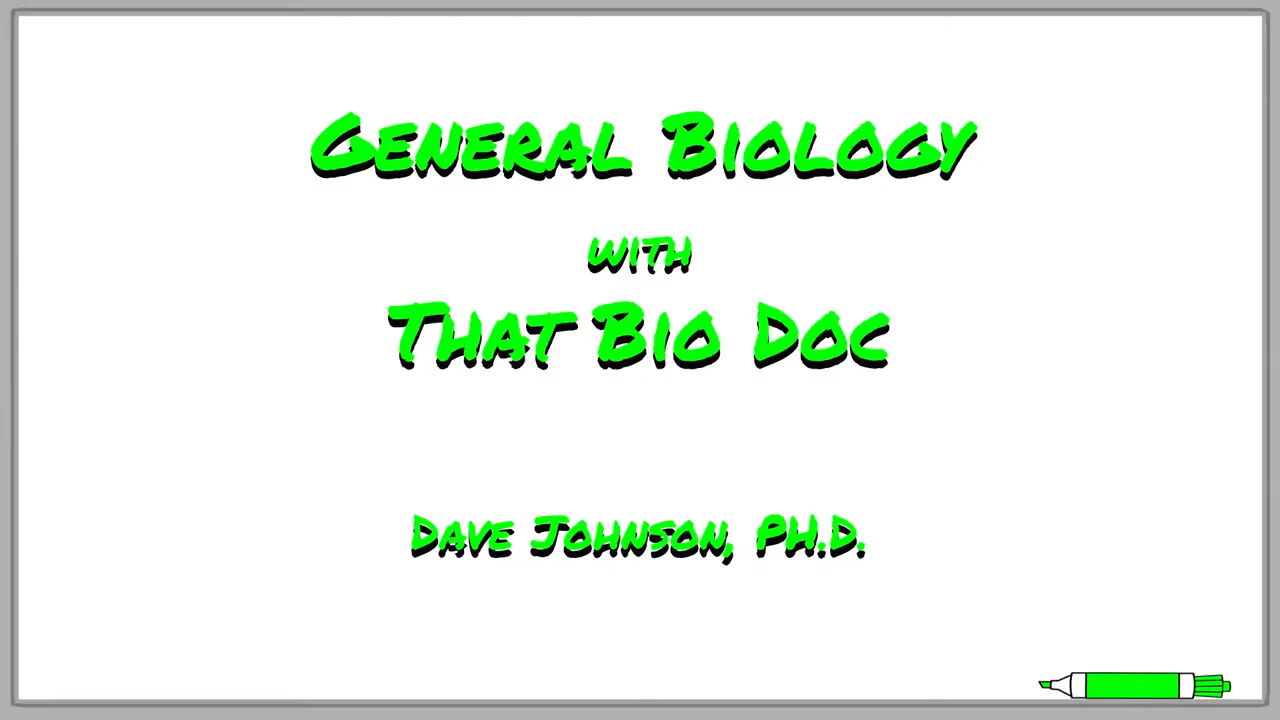 General Biology
with
That Bio Doc
Dave Johnson, PH.D.